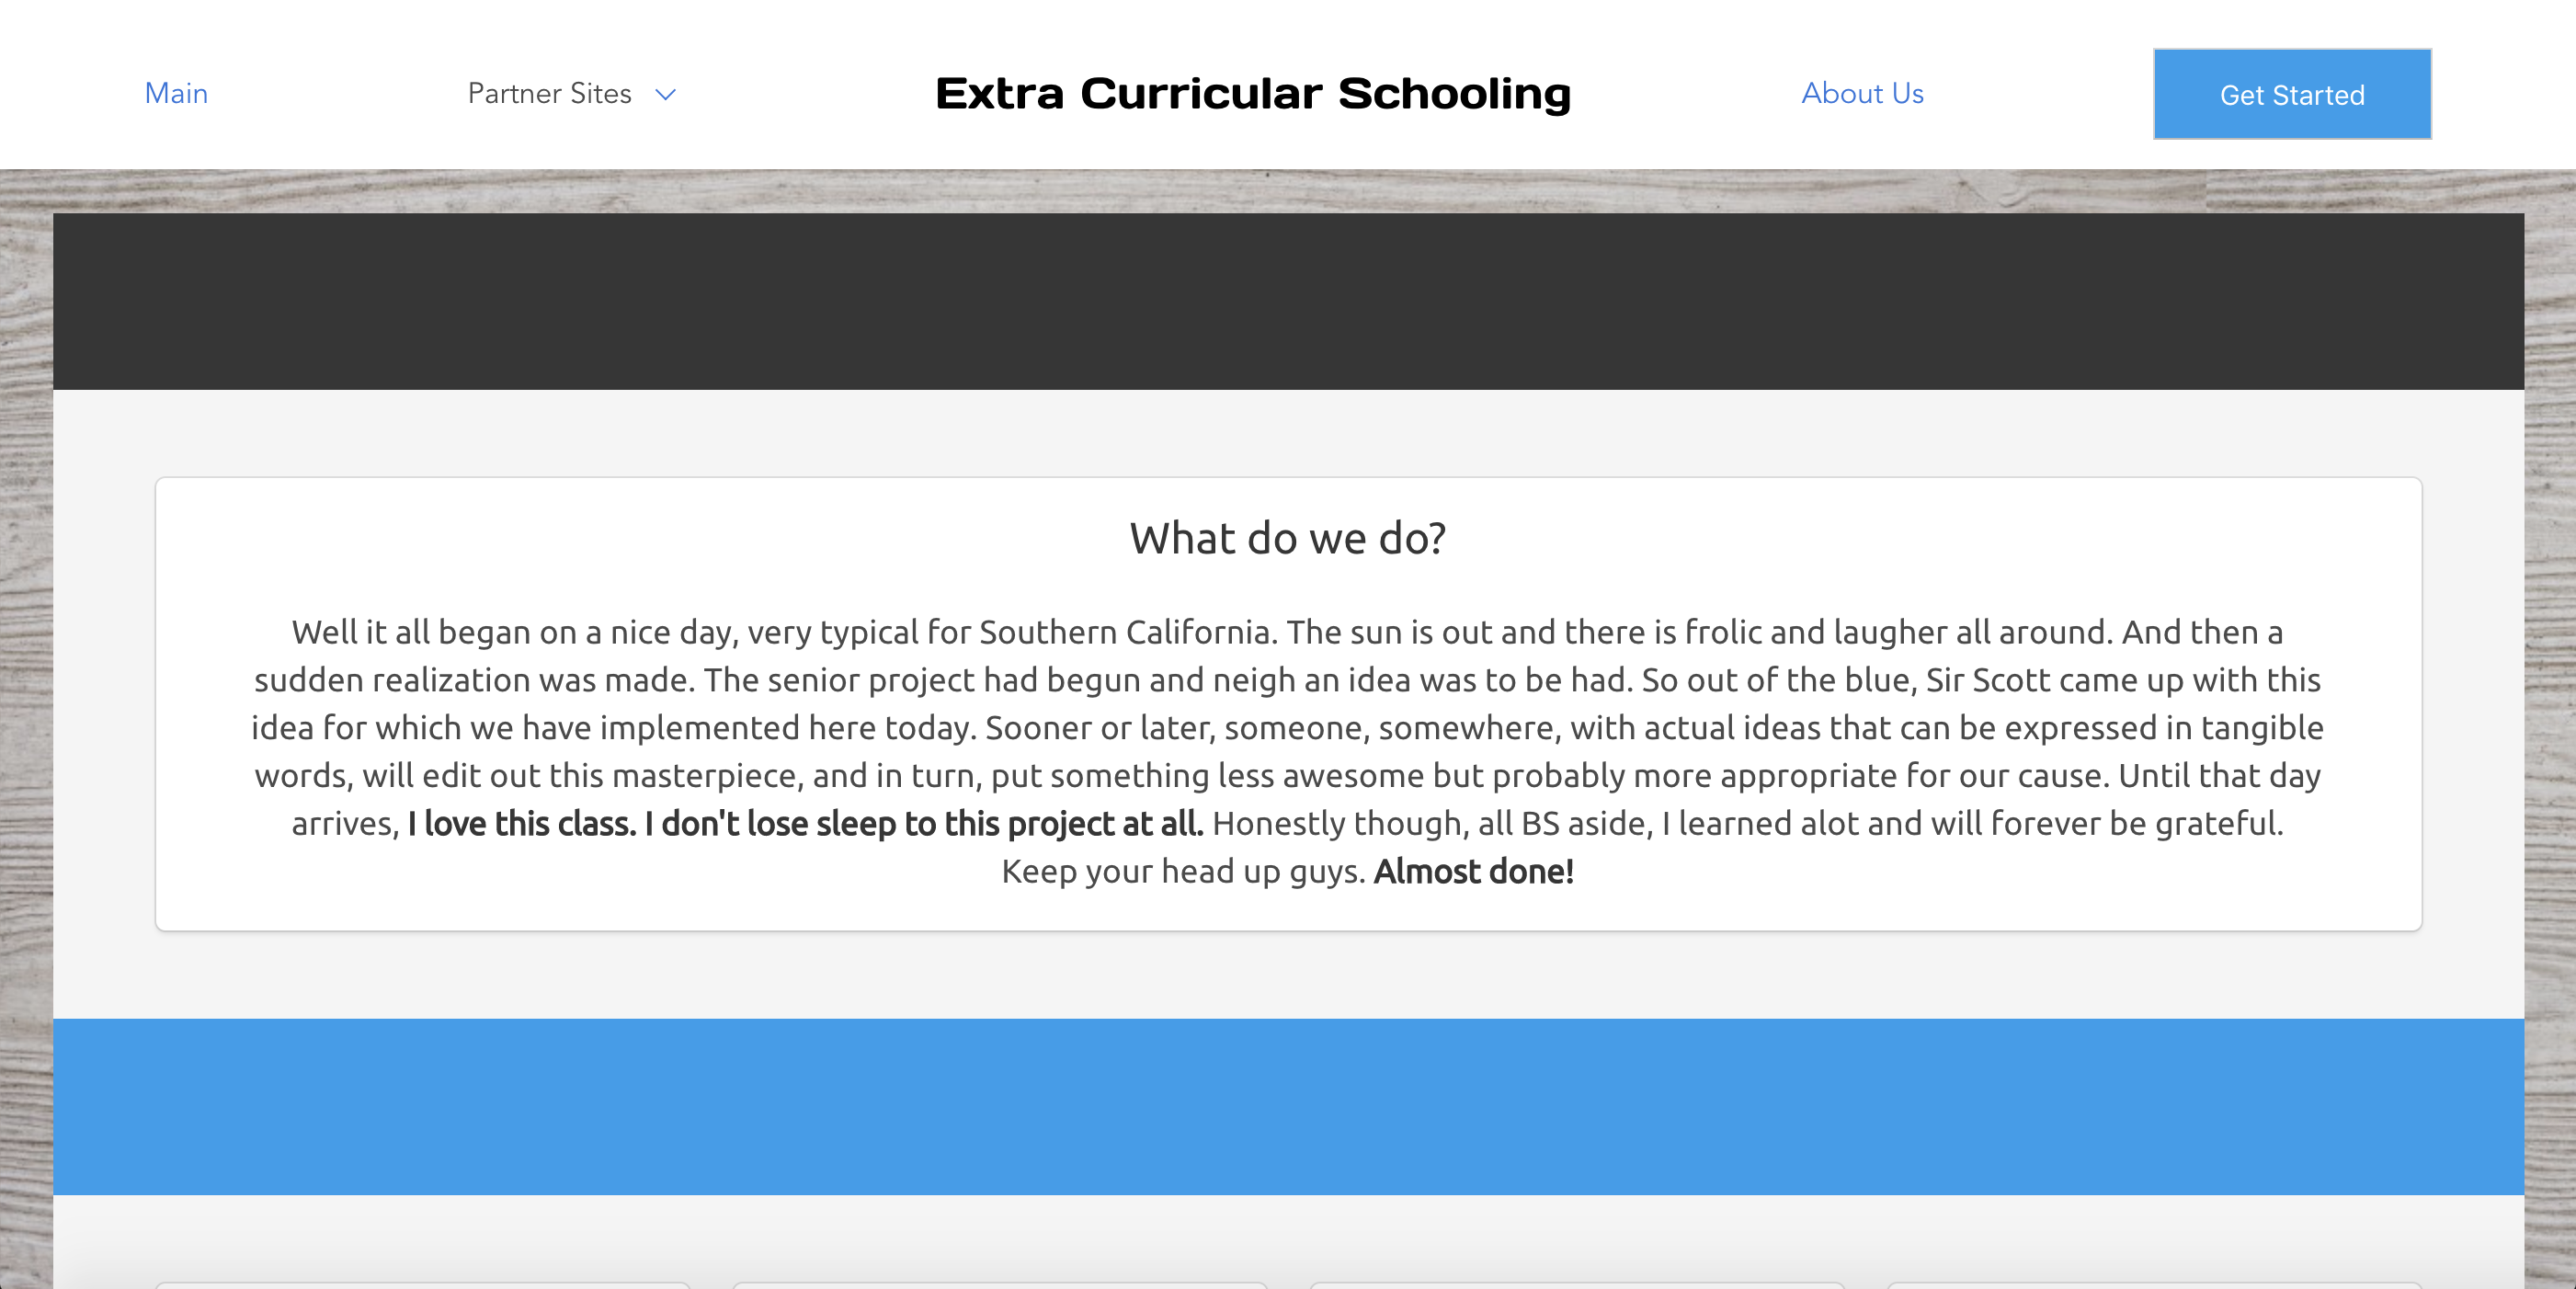 Main
Partner Sites
Extra Curricular Schooling
About Us
Get Started
What do we do?
Well it all began on a nice day, very typical for Southern California. The sun is out and there is frolic and laugher all around. And then a
sudden realization was made. The senior project had begun and neigh an idea was to be had. So out of the blue, Sir Scott came up with this
idea for which we have implemented here today. Sooner or later, someone, somewhere, with actual ideas that can be expressed in tangible
words, will edit out this masterpiece, and in turn, put something less awesome but probably more appropriate for our cause. Until that day
arrives, I love this class. I don't lose sleep to this project at all. Honestly though, all BS aside, I learned alot and will forever be grateful.
Keep your head up guys. Almost done!